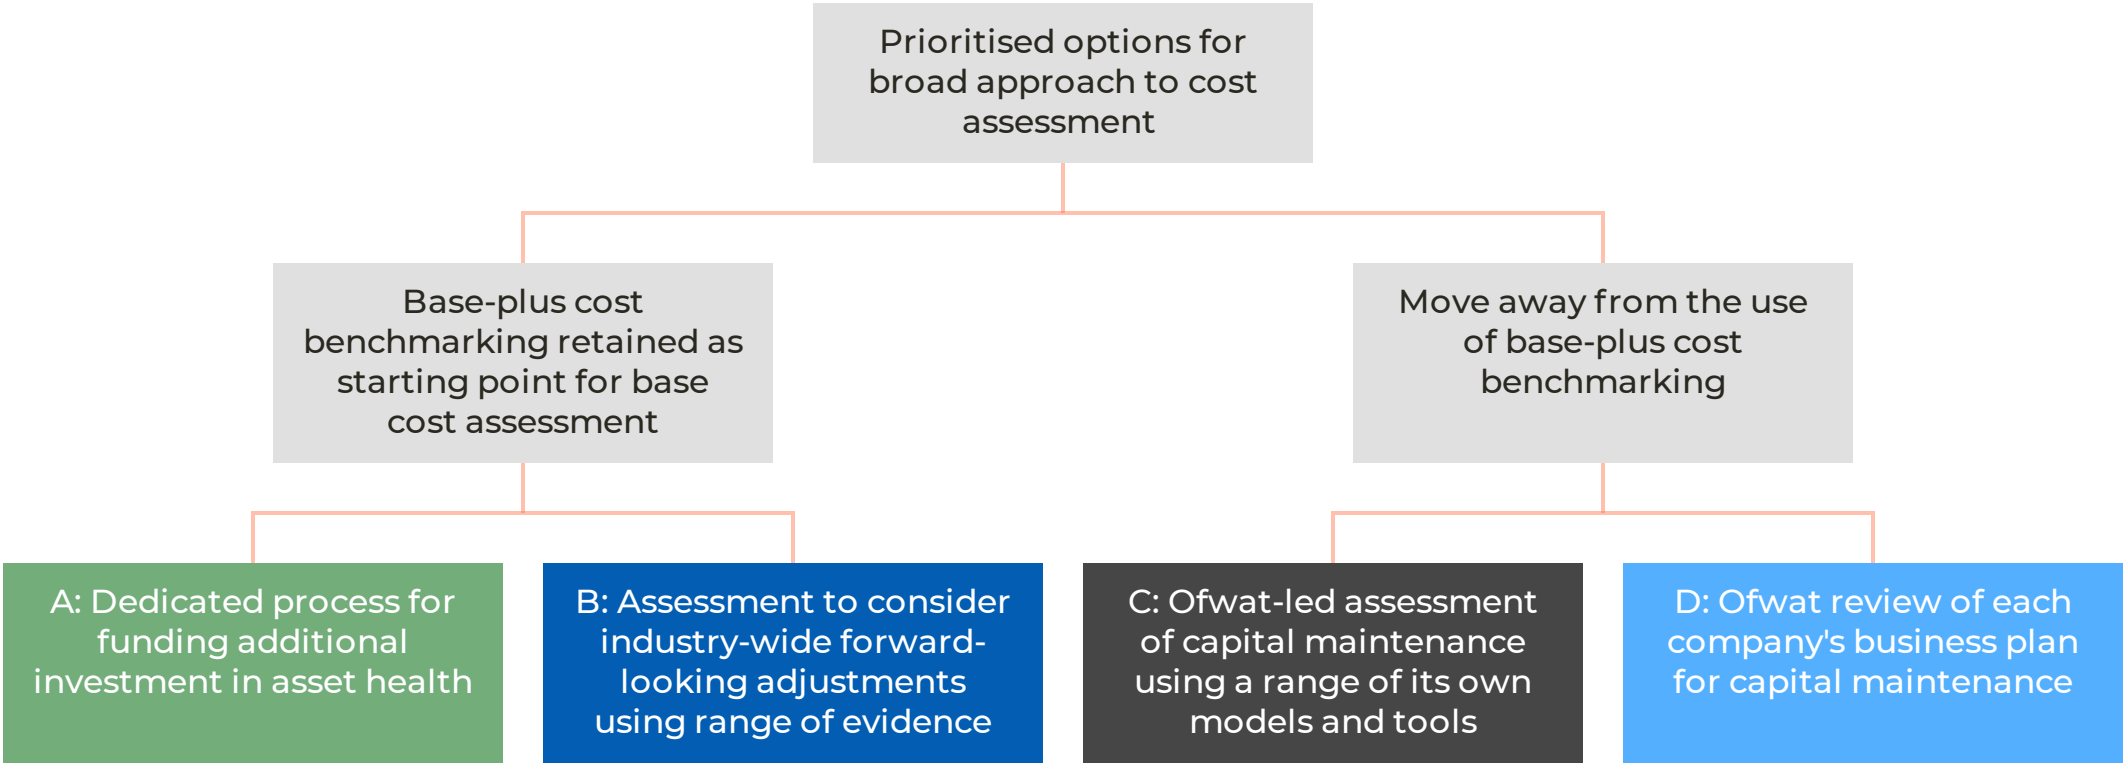 Prioritised options for
broad approach to cost
assessment
Base-plus cost
benchmarking retained as
starting point for base
cost assessment
Move away from the use
of base-plus cost
benchmarking
A: Dedicated process for
funding additional
investment in asset health
B: Assessment to consider
industry-wide forward-
looking adjustments
using range of evidence
C: Ofwat-led assessment
of capital maintenance
using a range of its own
models and tools
D: Ofwat review of each
company's business plan
for capital maintenance